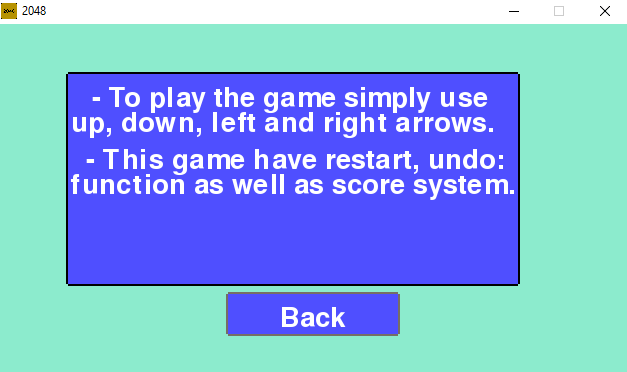 2048
- To play the game simply use
up, down, left and right arrows.
- This game have restart, undo:
function as well as score system.
Back